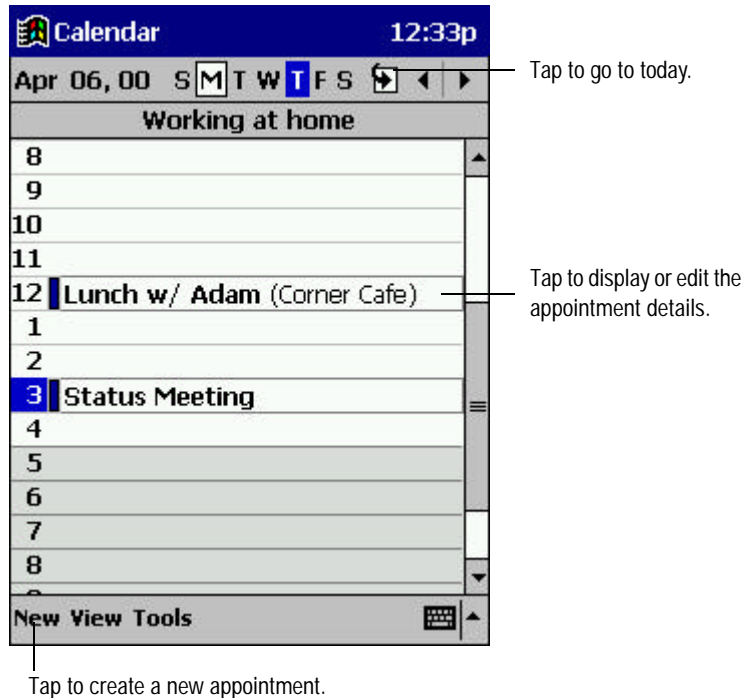 Calendar 12:33p
Apr 06, 00 S M T W T F S
Tap to go to today.
Working at home
8
9
10
11
12 Lunch w/ Adam (Corner Cafe)
Tap to display or edit the
appointment details.
1
2
3 Status Meeting
4
5
6
7
8
New View Tools
Tap to create a new appointment.